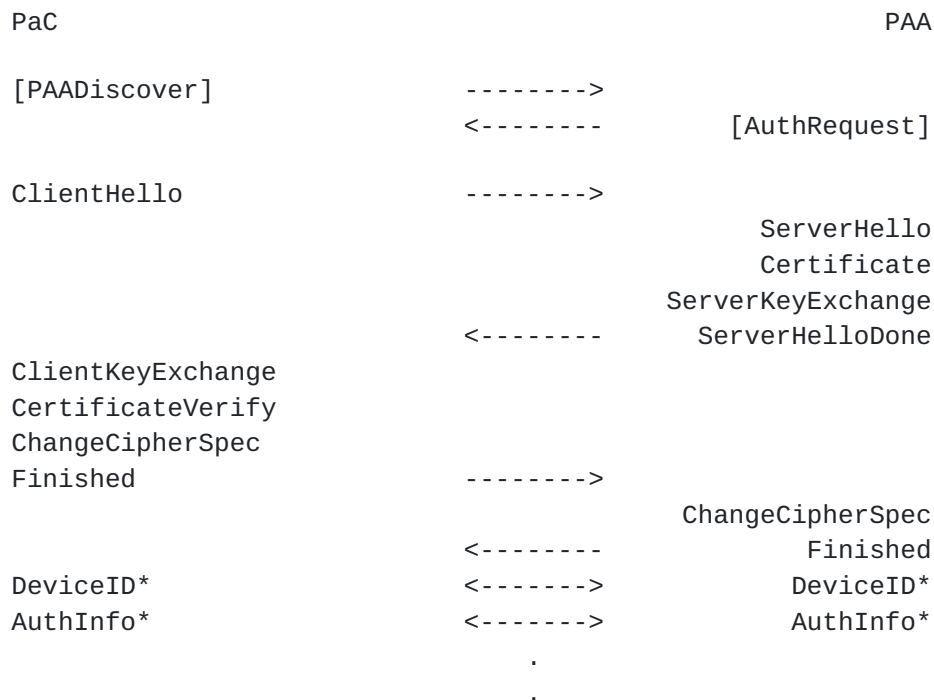 PaC                                                        PAA

[PAADiscover]                -------->
                             <--------        [AuthRequest]

ClientHello                  -------->
                                                ServerHello
                                                Certificate
                                          ServerKeyExchange
                             <--------      ServerHelloDone
ClientKeyExchange
CertificateVerify
ChangeCipherSpec
Finished                     -------->
                                           ChangeCipherSpec
                             <--------             Finished
DeviceID*                    <------->            DeviceID*
AuthInfo*                    <------->            AuthInfo*
                                 .
                                 .